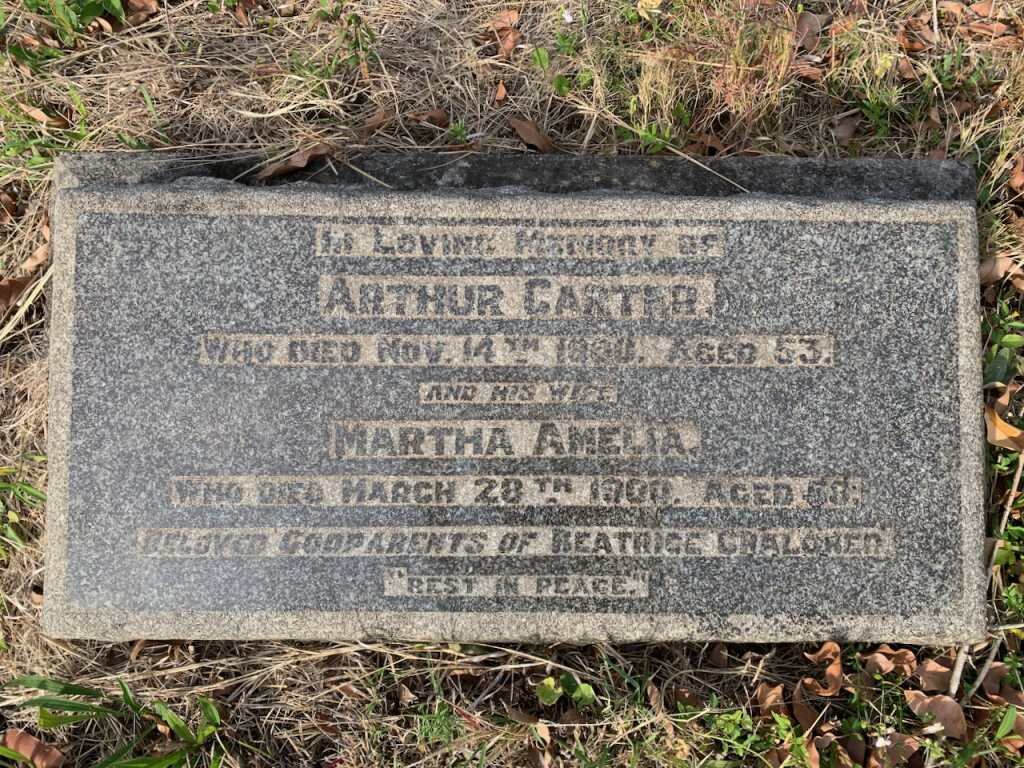 IN LOVING MEMORY OF
ARTHUR CARTER.
WHO DIED NOV. 14TH AGED 53.
AND HIS WIFE
MARTHA AMELIA.
WHO DIED MARCH 28TH AGED
BELOVED GODPARENTS OF BEATRICE
"REST IN PEACE."